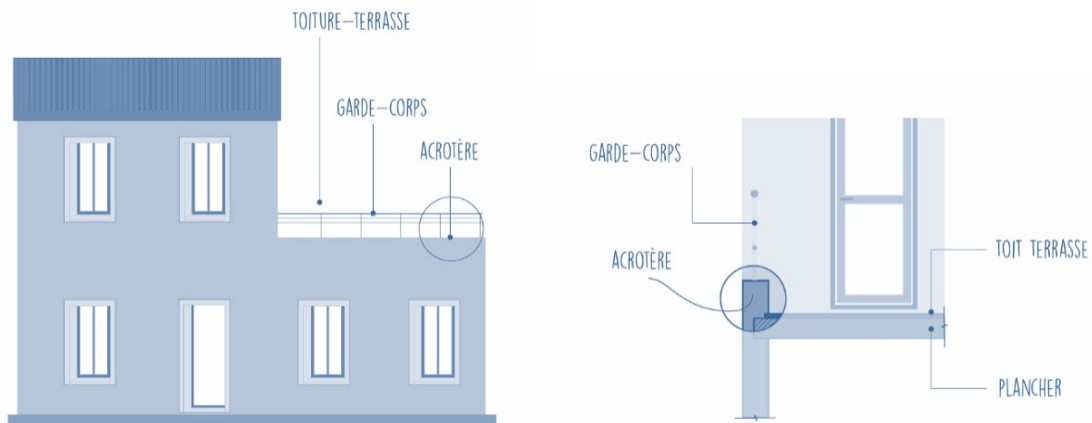 TOITURE-TERRASSE
GARDE-CORPS
ACROTÈRE
GARDE-CORPS
ACROTÈRE
TOIT TERRASSE
PLANCHER